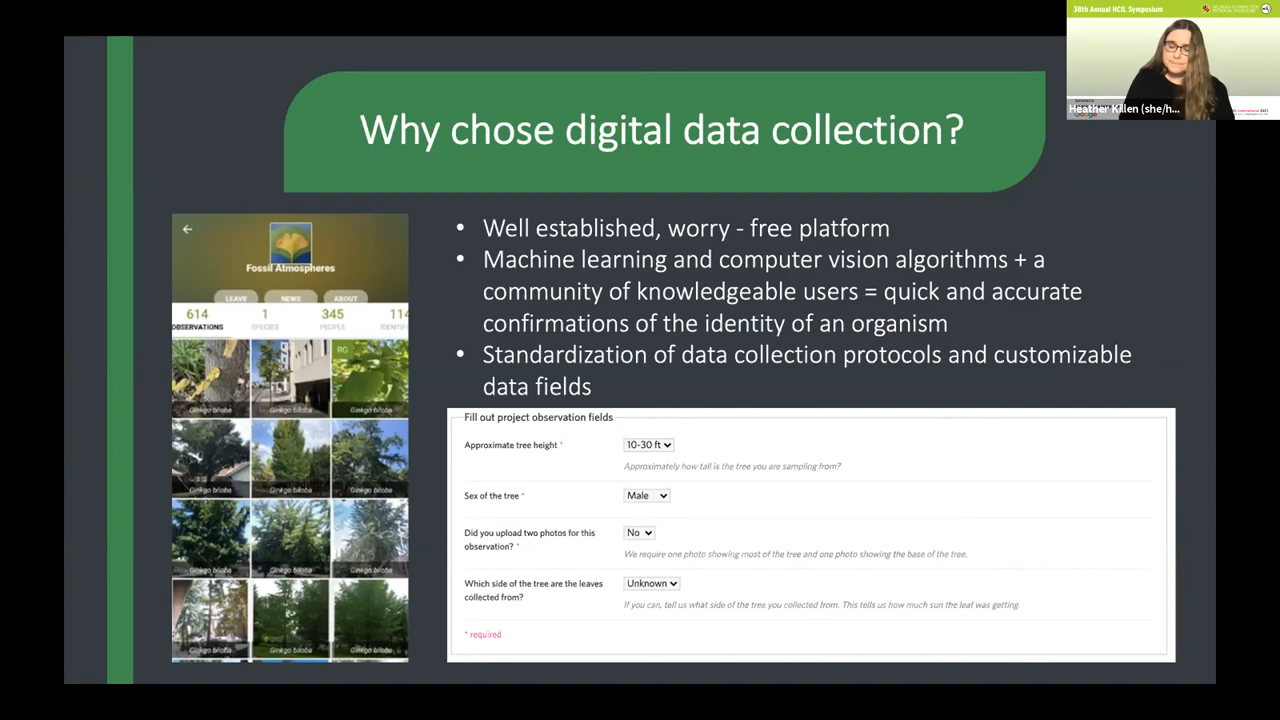 38th Annual HCIL Symposium
Heather Killen (she/h...
Google
Why chose digital data collection?
Fossil Atmospheres
LEAVE NEWS ABOUT
614 1 345 114
OBSERVATIONS SPECIES PEOPLE IDENTIFI
RG
Ginkgo biloba Ginkgo biloba Ginkgo biloba
Ginkgo biloba Ginkgo biloba Ginkgo biloba
Ginkgo biloba Ginkgo biloba Ginkgo biloba
Ginkgo biloba Ginkgo biloba Ginkgo biloba
• Well established, worry - free platform
• Machine learning and computer vision algorithms + a
community of knowledgeable users = quick and accurate
confirmations of the identity of an organism
• Standardization of data collection protocols and customizable
data fields
Fill out project observation fields
Approximate tree height * 10-30 ft
Approximately how tall is the tree you are sampling from?
Sex of the tree * Male
Did you upload two photos for this
observation? * No
We require one photo showing most of the tree and one photo showing the base of the tree.
Which side of the tree are the leaves
collected from? Unknown
If you can, tell us what side of the tree you collected from. This tells us how much sun the leaf was getting.
* required